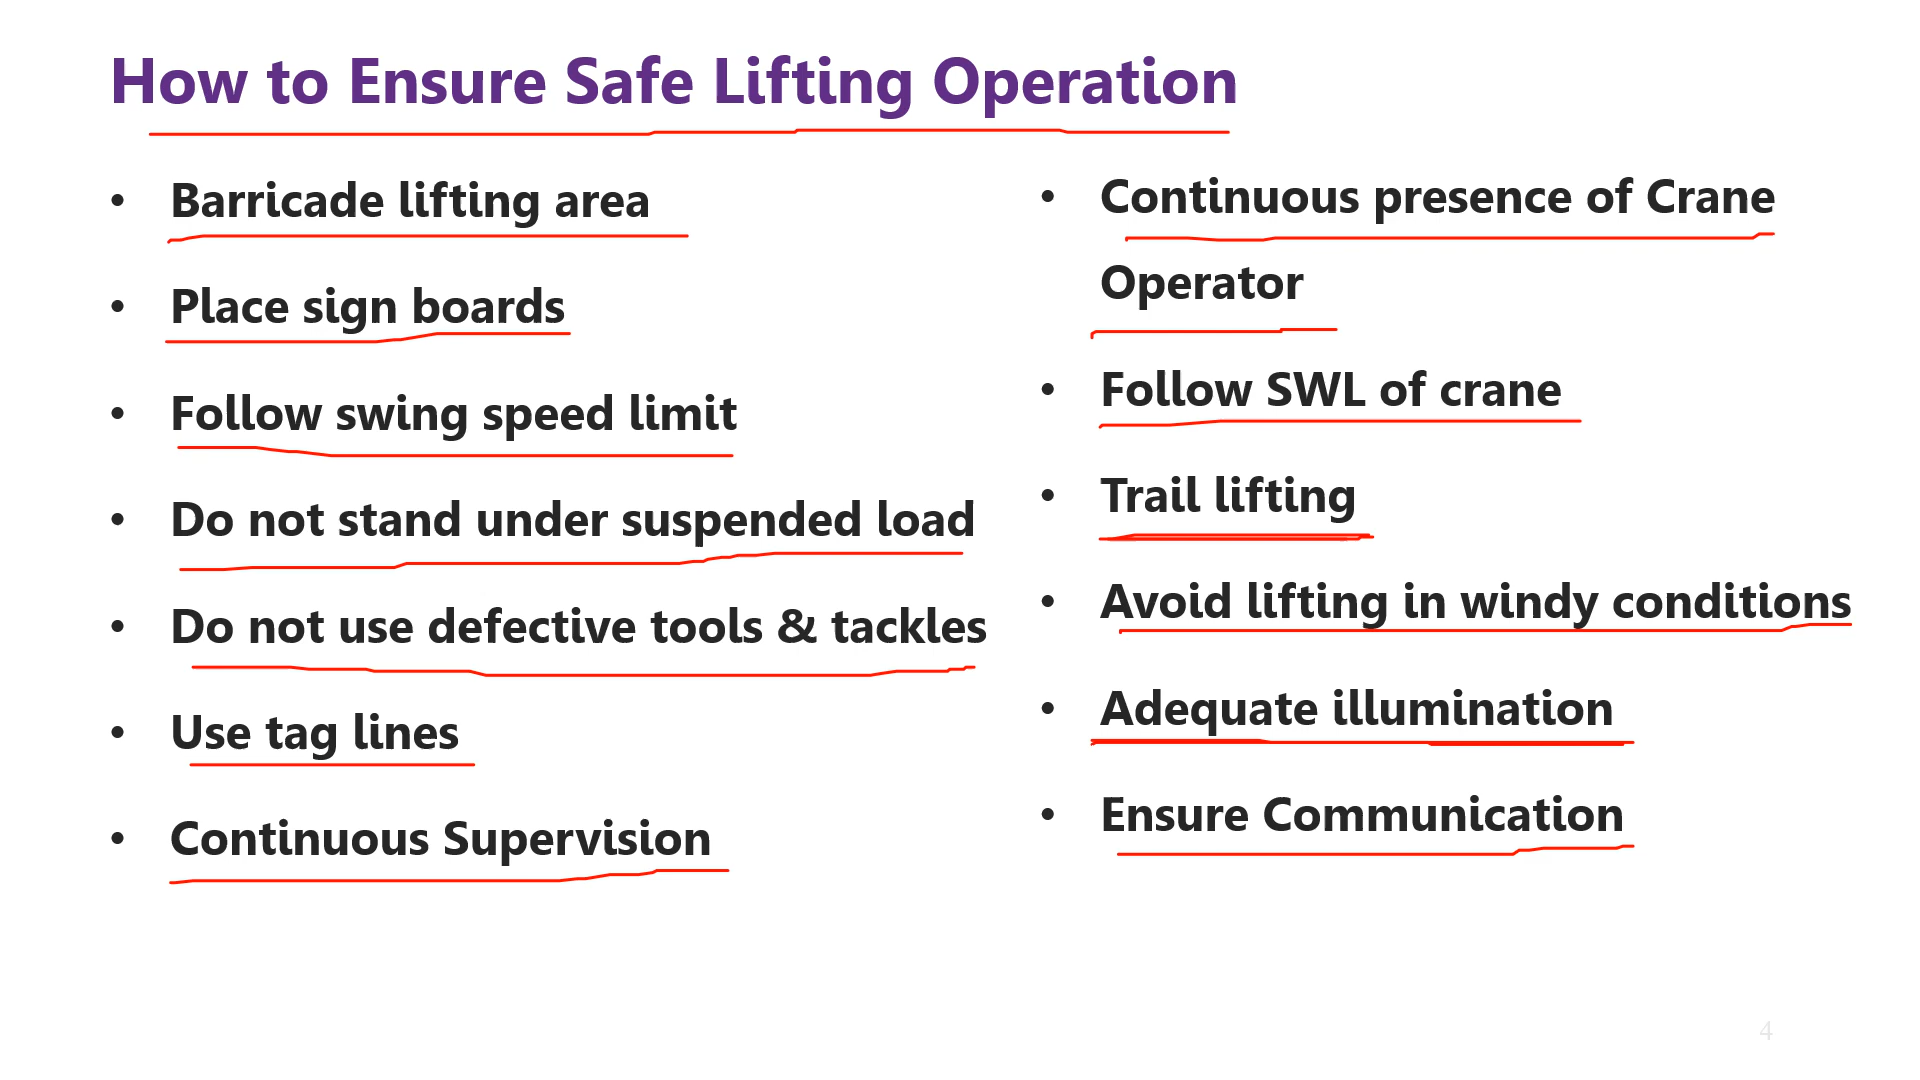 How to Ensure Safe Lifting Operation
• Barricade lifting area
• Place sign boards
• Follow swing speed limit
• Do not stand under suspended load
• Do not use defective tools & tackles
• Use tag lines
• Continuous Supervision
• Continuous presence of Crane
Operator
• Follow SWL of crane
• Trail lifting
• Avoid lifting in windy conditions
• Adequate illumination
• Ensure Communication
4